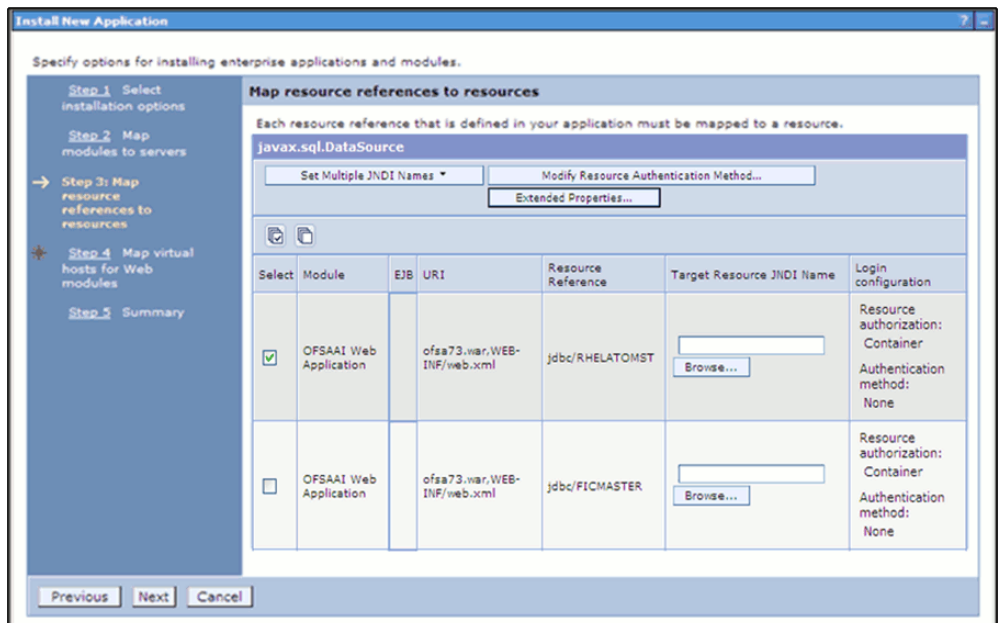 Install New Application
?
Specify options for installing enterprise applications and modules.
Step 1 Select
installation options
Step 2 Map
modules to servers
Step 3: Map
resource
references to
resources
Step 4 Map virtual
hosts for Web
modules
Step 5 Summary
Map resource references to resources
Each resource reference that is defined in your application must be mapped to a resource.
javax.sql.DataSource
Set Multiple JNDI Names
Modify Resource Authentication Method...
Extended Properties...
Select Module EJB URI Resource Reference Target Resource JNDI Name Login configuration
OFSAAI Web
Application
ofsa73.war,WEB-
INF/web.xml
jdbc/RHELATOMST
Browse...
Resource
authorization:
Container
Authentication
method:
None
OFSAAI Web
Application
ofsa73.war,WEB-
INF/web.xml
jdbc/FICMASTER
Browse...
Resource
authorization:
Container
Authentication
method:
None
Previous Next Cancel